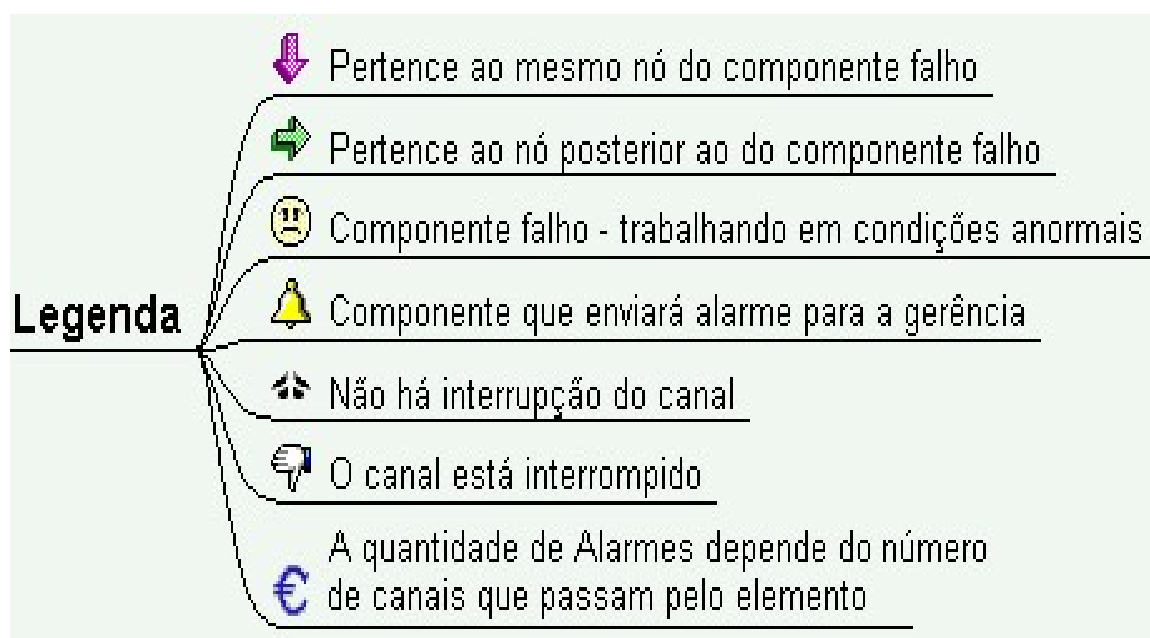 Pertence ao mesmo nó do componente falho
Pertence ao nó posterior ao do componente falho
Componente falho - trabalhando em condições anormais
Legenda
Componente que enviará alarme para a gerência
Não há interrupção do canal
O canal está interrompido
A quantidade de Alarmes depende do número
de canais que passam pelo elemento